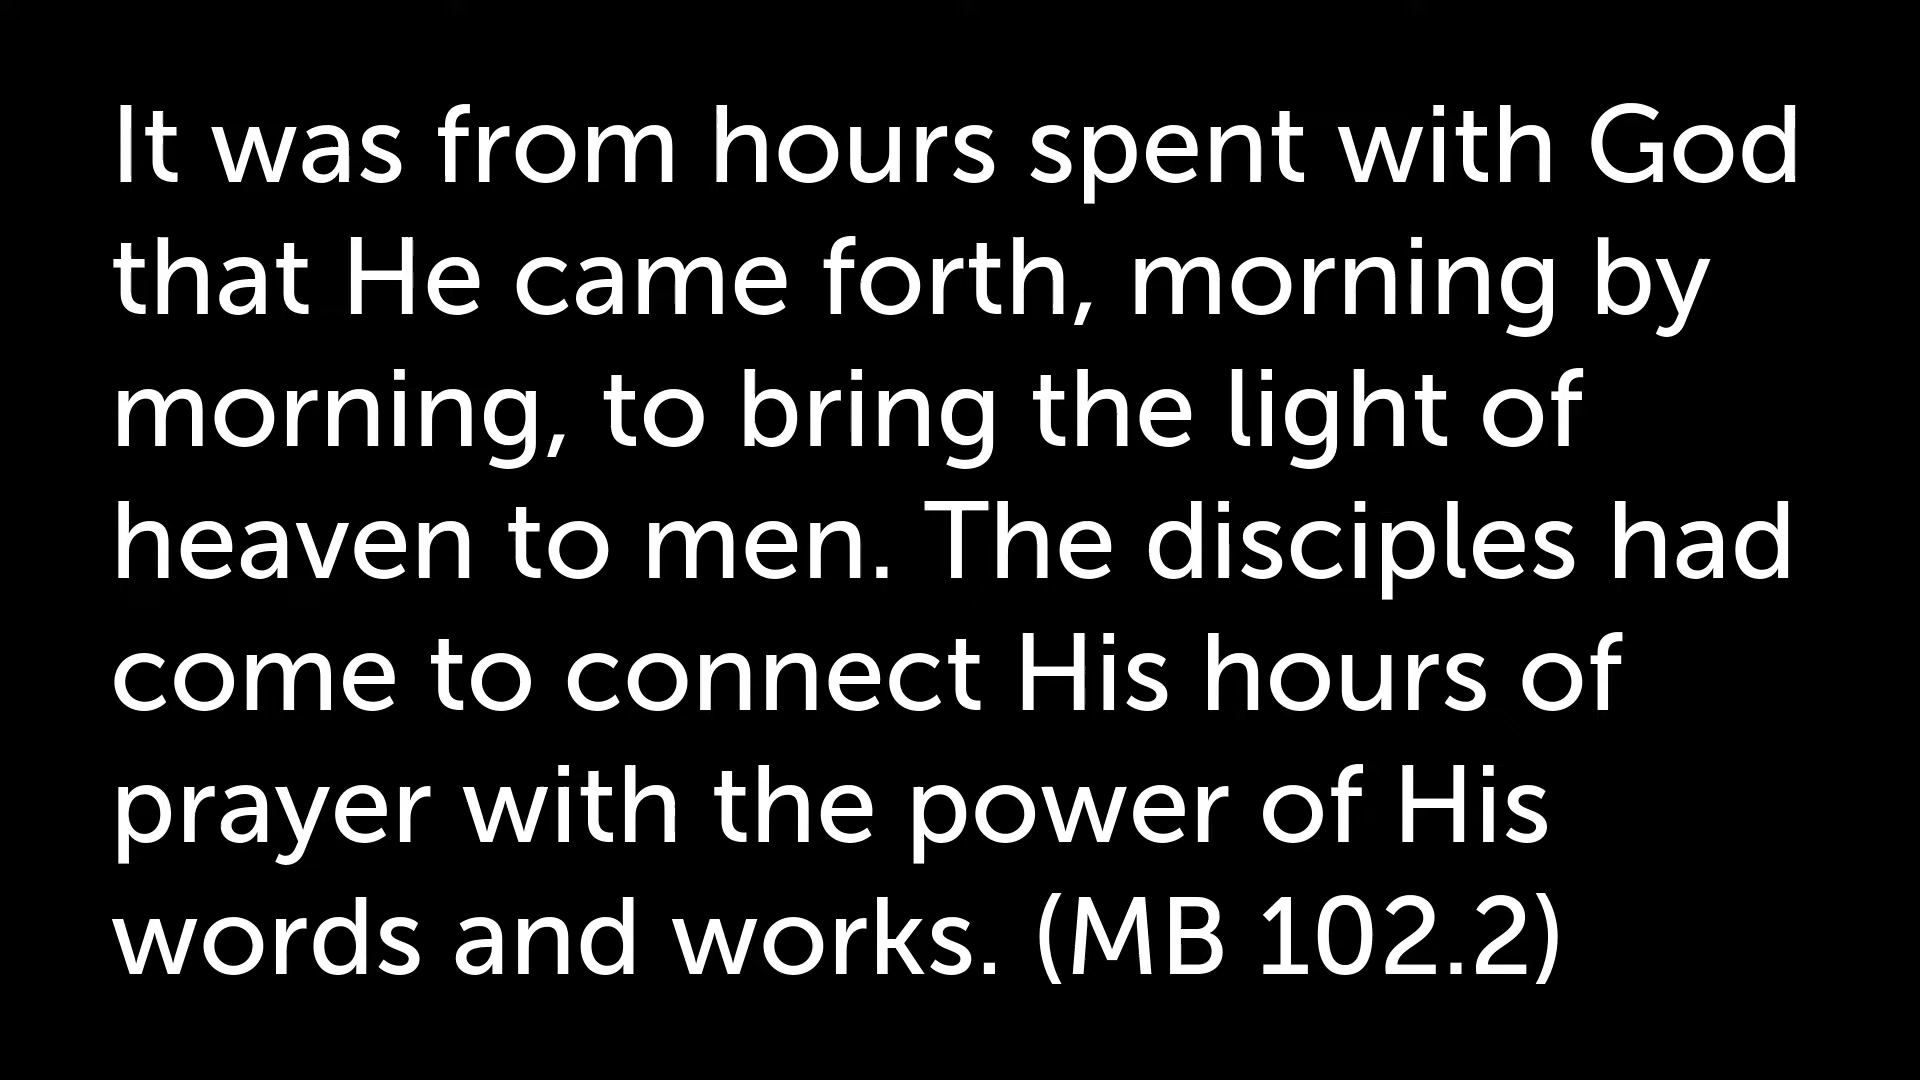 It was from hours spent with God
that He came forth, morning by
morning, to bring the light of
heaven to men. The disciples had
come to connect His hours of
prayer with the power of His
words and works. (MB 102.2)